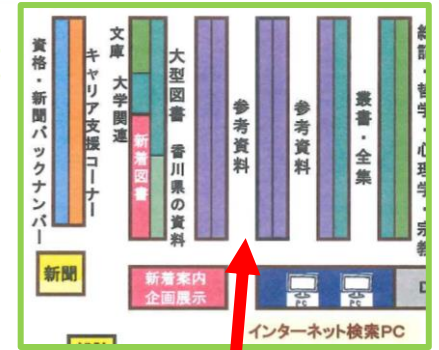 資格・新聞バックナンバー
キャリア支援コーナー
文庫 大学関連
新着図書
大型図書 香川県の資料
参考資料
参考資料
叢書・全集
哲学・心理学・宗教
新聞
新着案内
企画展示
PC
PC
インターネット検索PC